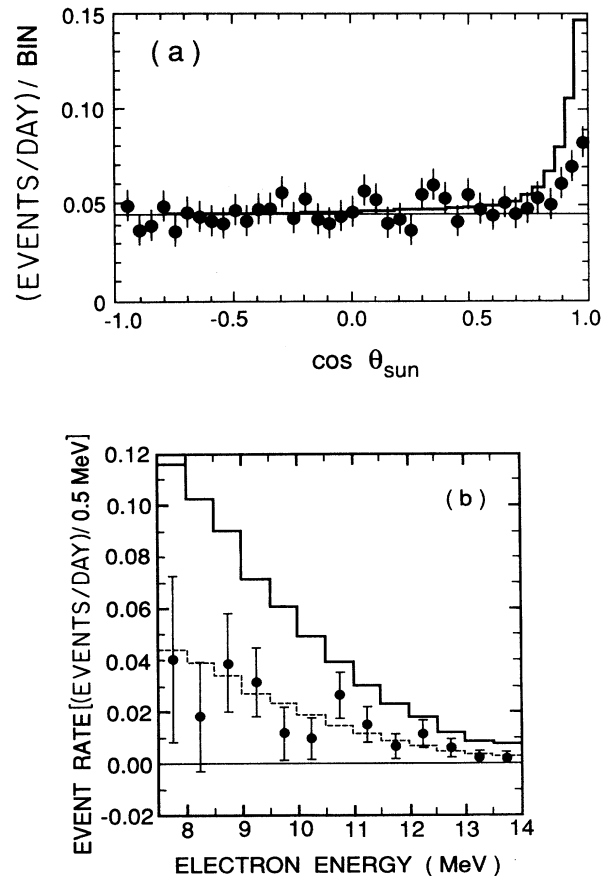 (EVENTS/DAY)/ BIN
0.15
0.10
0.05
0
(a)
-1.0 -0.5 0.0 0.5 1.0
cos θsun
EVENT RATE[(EVENTS/DAY)/ 0.5 MeV]
0.12
0.10
0.08
0.06
0.04
0.02
0.00
-0.02
(b)
8 9 10 11 12 13 14
ELECTRON ENERGY (MeV)